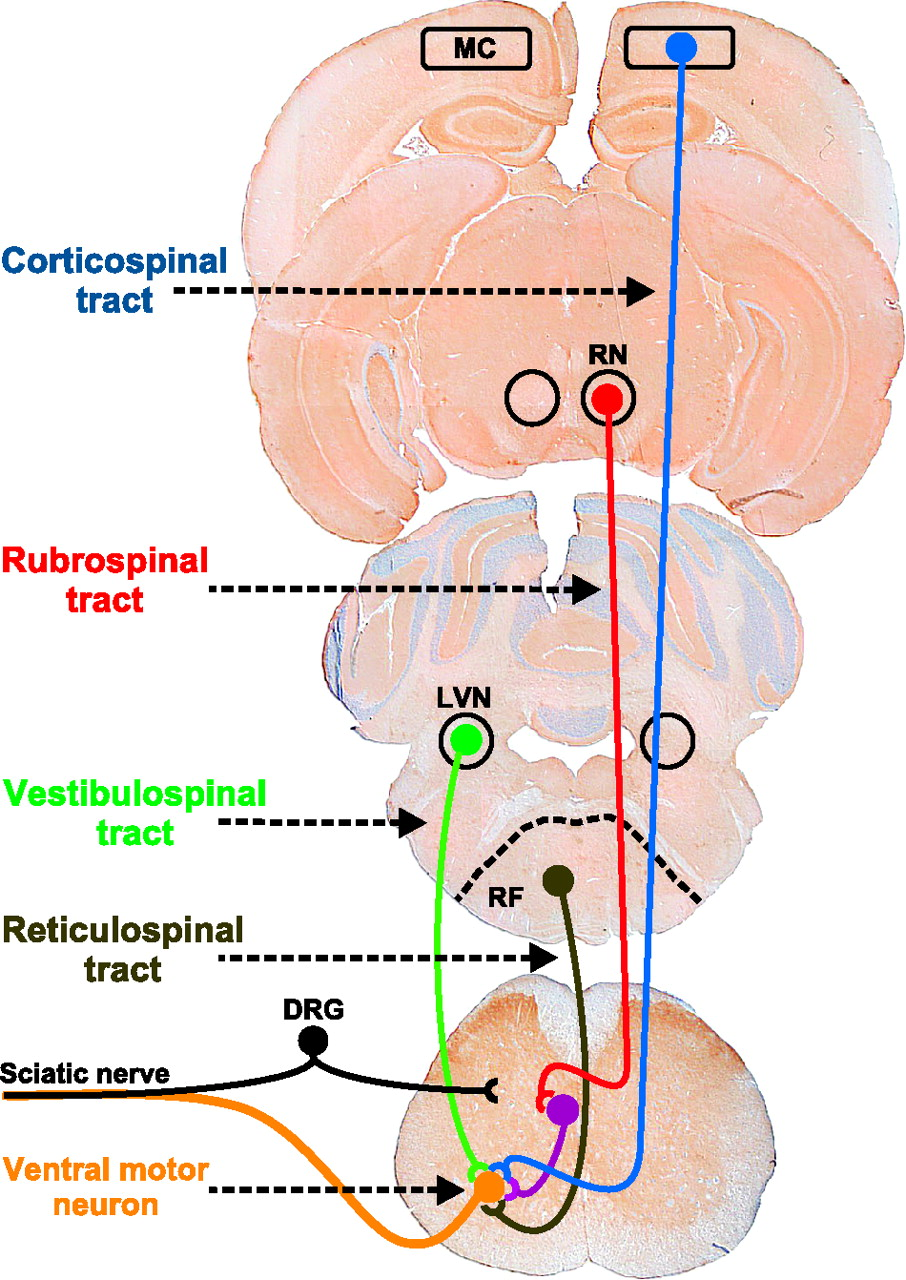 MC
Corticospinal
tract
RN
Rubrospinal
tract
LVN
Vestibulospinal
tract
RF
Reticulospinal
tract
DRG
Sciatic nerve
Ventral motor
neuron